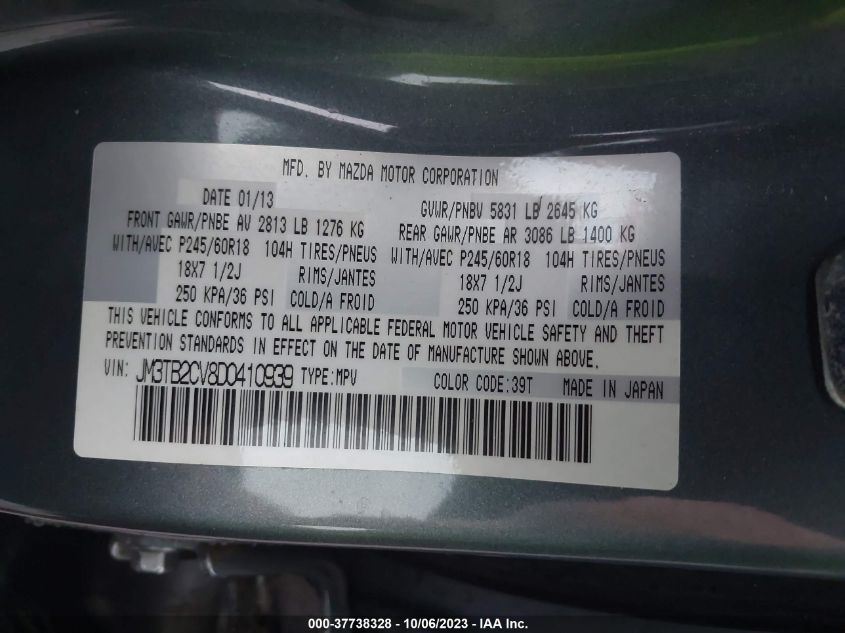 MFD. BY MAZDA MOTOR CORPORATION
DATE 01/13 GVWR/PNBV 5831 LB 2645 KG
FRONT GAWR/PNBE AV 2813 LB 1276 KG REAR GAWR/PNBE AR 3086 LB 1400 KG
WITH/AVEC P245/60R18 104H TIRES/PNEUS WITH/AVEC P245/60R18 104H TIRES/PNEUS
18X7 1/2J RIMS/JANTES 18X7 1/2J RIMS/JANTES
250 KPA/36 PSI COLD/A FROID 250 KPA/36 PSI COLD/A FROID
THIS VEHICLE CONFORMS TO ALL APPLICABLE FEDERAL MOTOR VEHICLE SAFETY AND THEFT
PREVENTION STANDARDS IN EFFECT ON THE DATE OF MANUFACTURE SHOWN ABOVE.
VIN: JM3TB2CV8D0410939 TYPE:MPV COLOR CODE:39T MADE IN JAPAN
000-37738328 - 10/06/2023 - IAA Inc.